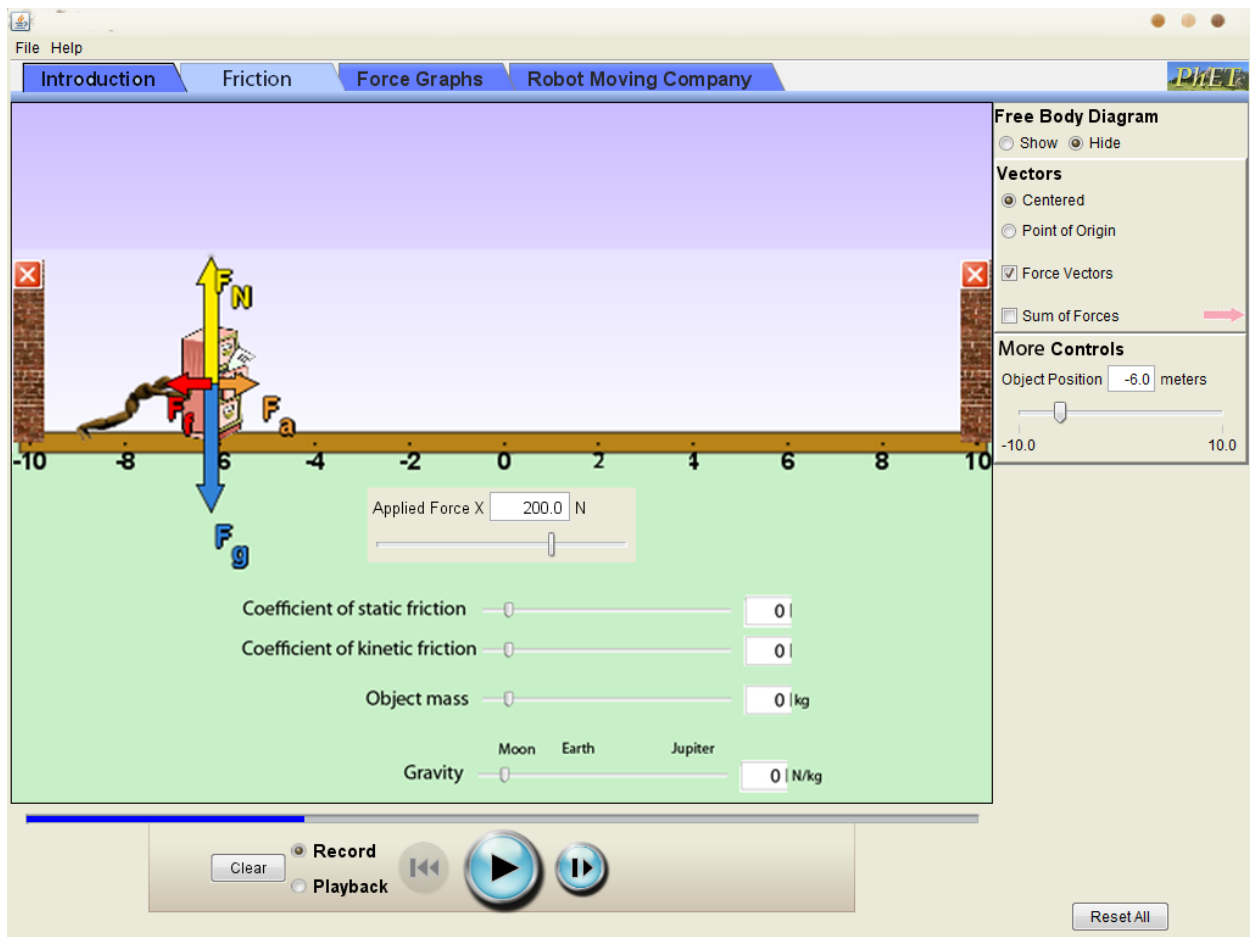 File Help
Introduction Friction Force Graphs Robot Moving Company
PhET
Free Body Diagram
Show Hide
Vectors
Centered
Point of Origin
Force Vectors
Sum of Forces
More Controls
Object Position -6.0 meters
-10.0 10.0
FN
Ff Fa
-10 -8 6 -4 -2 0 2 4 6 8 10
Fg
Applied Force X 200.0 N
Coefficient of static friction 0
Coefficient of kinetic friction 0
Object mass 0 kg
Moon Earth Jupiter
Gravity 0 N/kg
Clear
Record
Playback
Reset All